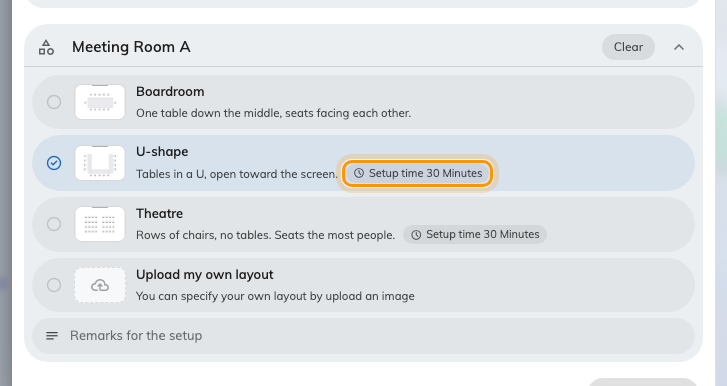 Meeting Room A
Clear
Boardroom
One table down the middle, seats facing each other.
U-shape
Tables in a U, open toward the screen.
Setup time 30 Minutes
Theatre
Rows of chairs, no tables. Seats the most people.
Setup time 30 Minutes
Upload my own layout
You can specify your own layout by upload an image
Remarks for the setup